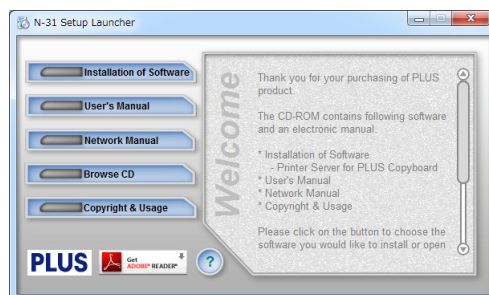 N-31 Setup Launcher
Installation of Software
User's Manual
Network Manual
Browse CD
Copyright & Usage
Welcome
Thank you for your purchasing of PLUS
product.
The CD-ROM contains following software
and an electronic manual.
* Installation of Software
- Printer Server for PLUS Copyboard
* User's Manual
* Network Manual
* Copyright & Usage
Please click on the button to choose the
software you would like to install or open
PLUS
Get
ADOBE® READER®
?